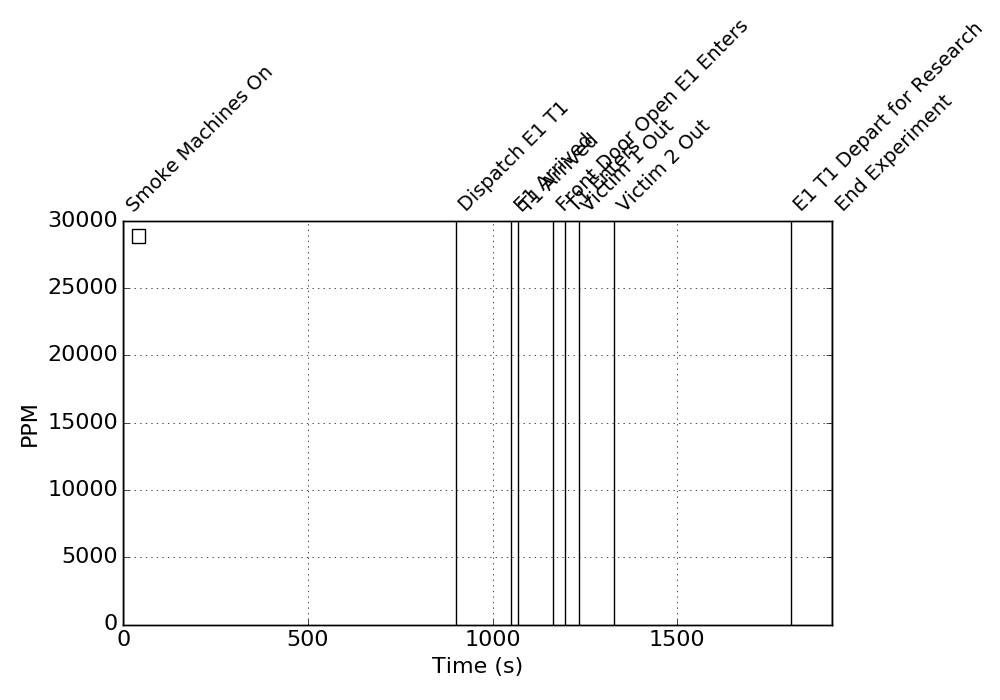 Smoke Machines On
Dispatch E1 T1
E1 Arrived
T1 Arrived
Front Door Open E1 Enters
T1 Enters
Victim 1 Out
Victim 2 Out
E1 T1 Depart for Research
End Experiment
30000
25000
20000
15000
10000
5000
0
PPM
0 500 1000 1500
Time (s)